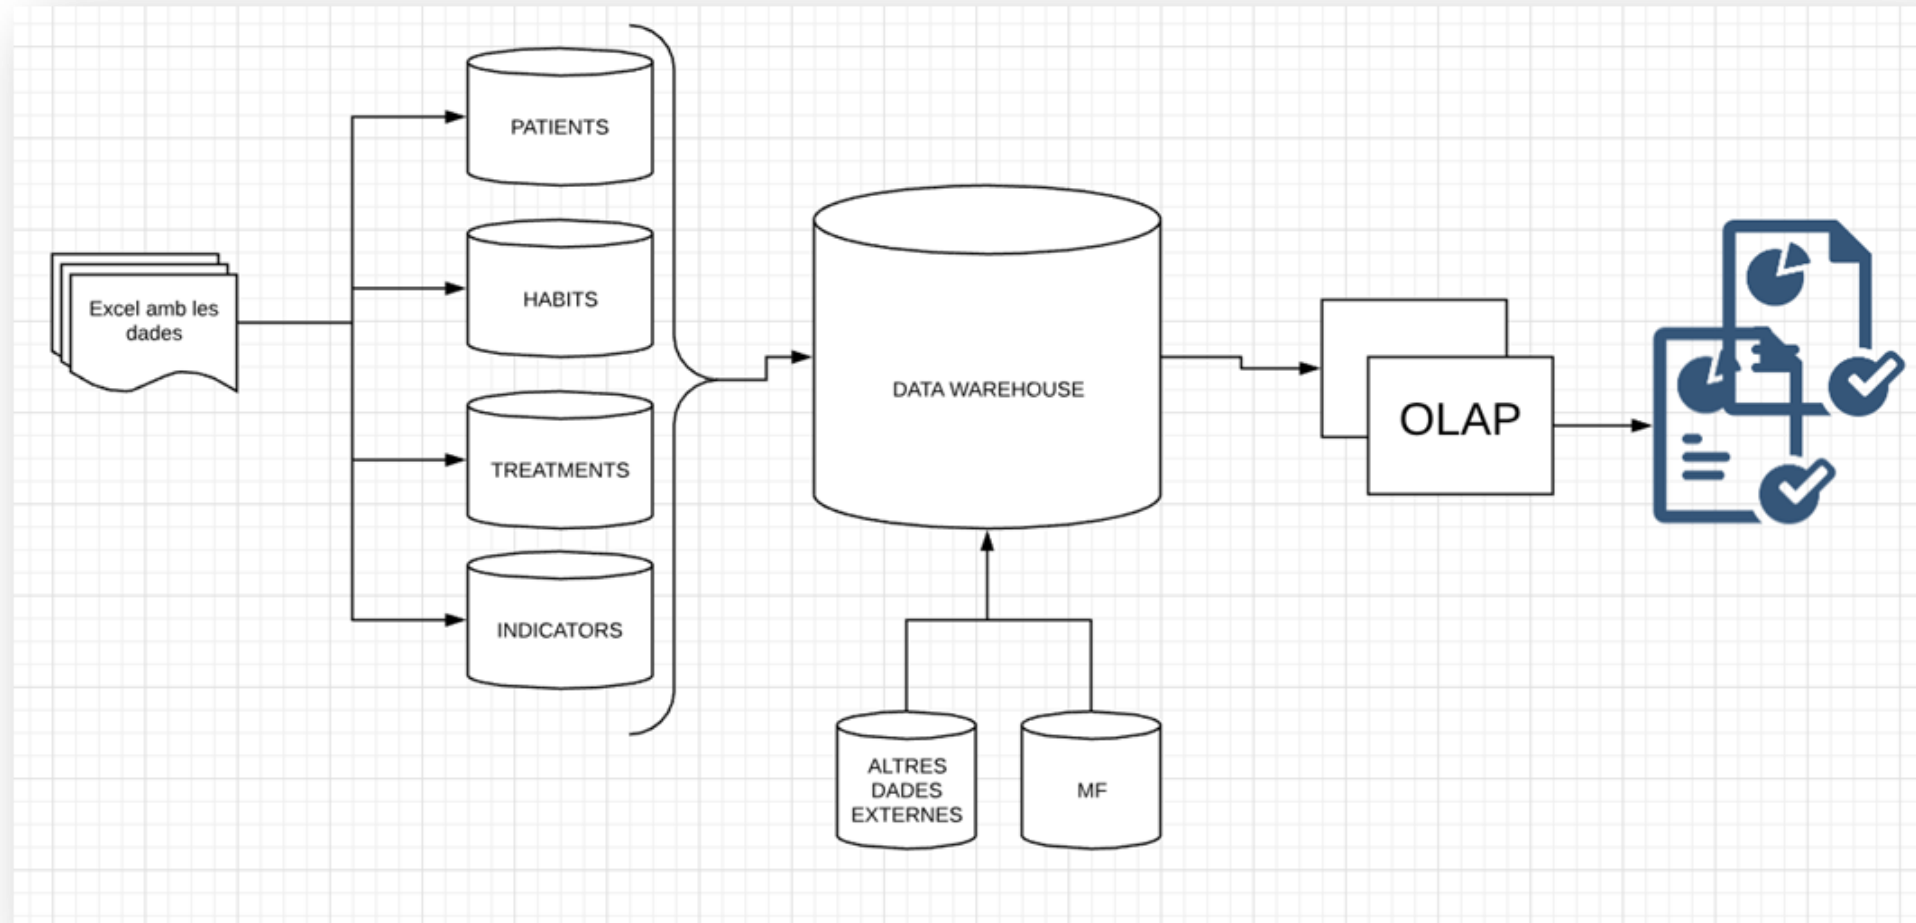 PATIENTS
HABITS
Excel amb les
dades
TREATMENTS
INDICATORS
DATA WAREHOUSE
OLAP
ALTRES
DADES
EXTERNES
MF